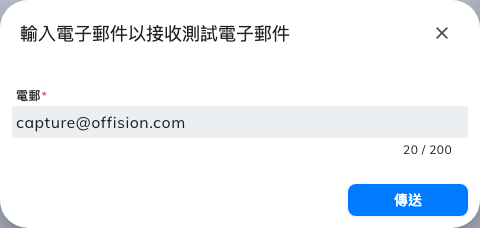 輸入電子郵件以接收測試電子郵件
電郵*
capture@offision.com
20 / 200
傳送